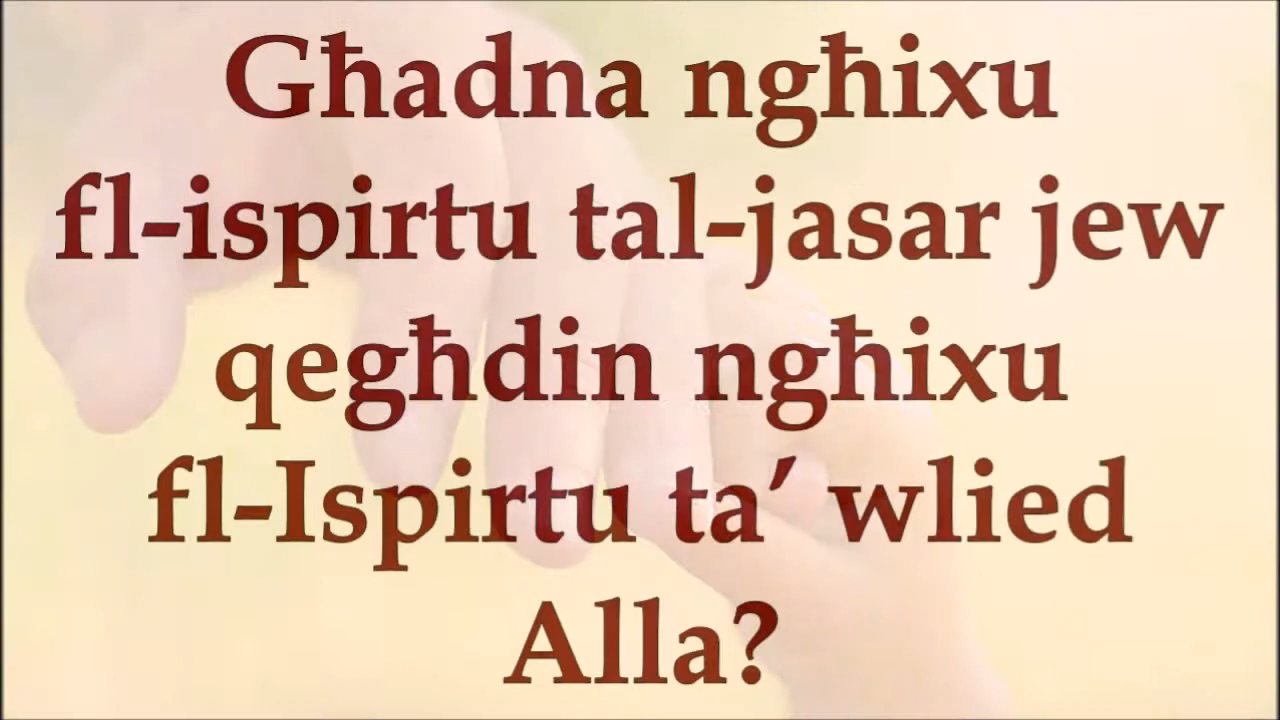 Għadna ngħixu
fl-ispirtu tal-jasar jew
qegħdin ngħixu
fl-Ispirtu ta’ wlied
Alla?